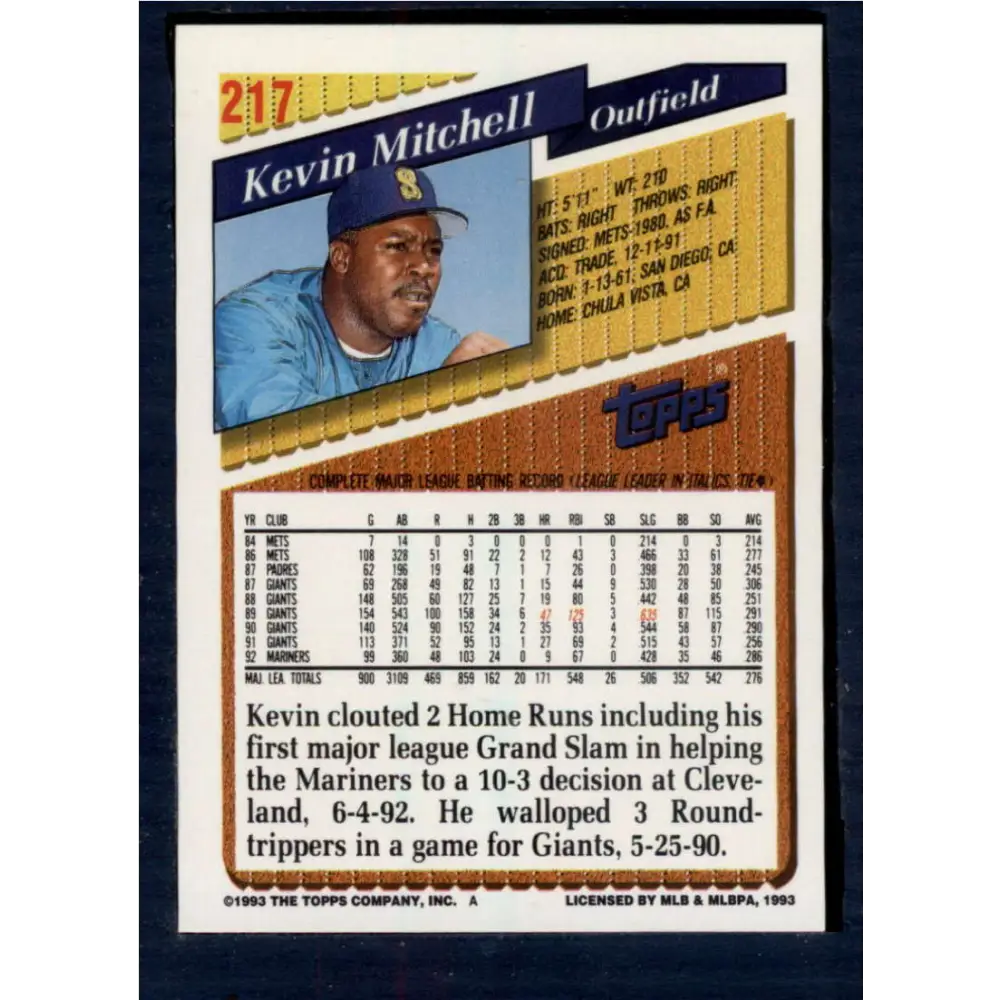 217
Kevin Mitchell
Outfield
S
HT: 5'11" WT: 210
BATS: RIGHT THROWS: RIGHT
SIGNED: METS-1980, AS F.A.
ACQ: TRADE, 12-11-91
BORN: 1-13-61, SAN DIEGO, CA
HOME: CHULA VISTA, CA
TOPPS®
COMPLETE MAJOR LEAGUE BATTING RECORD (LEAGUE LEADER IN ITALICS, TIE♦)
YR CLUB G AB R H 2B 3B HR RBI SB SLG BB SO AVG
84 METS 7 14 0 3 0 0 0 1 0 .214 0 3 .214
86 METS 108 328 51 91 22 2 12 43 3 .466 33 61 .277
87 PADRES 62 196 19 48 7 1 7 26 0 .398 20 38 .245
87 GIANTS 69 268 49 82 13 1 15 44 9 .530 28 50 .306
88 GIANTS 148 505 60 127 25 7 19 80 5 .442 48 85 .251
89 GIANTS 154 543 100 158 34 6 47 125 3 .635 87 115 .291
90 GIANTS 140 524 90 152 24 2 35 93 4 .544 58 87 .290
91 GIANTS 113 371 52 95 13 1 27 69 2 .515 43 57 .256
92 MARINERS 99 360 48 103 24 0 9 67 0 .428 35 46 .286
MAJ. LEA. TOTALS 900 3109 469 859 162 20 171 548 26 .506 352 542 .276
Kevin clouted 2 Home Runs including his
first major league Grand Slam in helping
the Mariners to a 10-3 decision at Cleve-
land, 6-4-92. He walloped 3 Round-
trippers in a game for Giants, 5-25-90.
©1993 THE TOPPS COMPANY, INC. A
LICENSED BY MLB & MLBPA, 1993